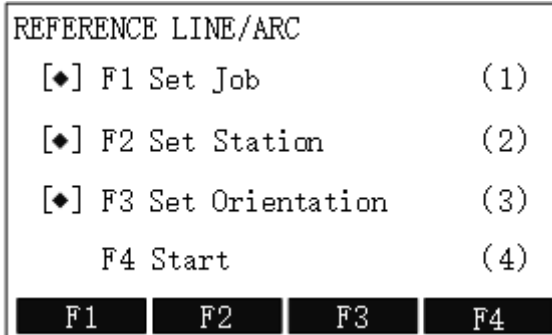 REFERENCE LINE/ARC
[◆] F1 Set Job (1)
[◆] F2 Set Station (2)
[◆] F3 Set Orientation (3)
F4 Start (4)
F1 F2 F3 F4